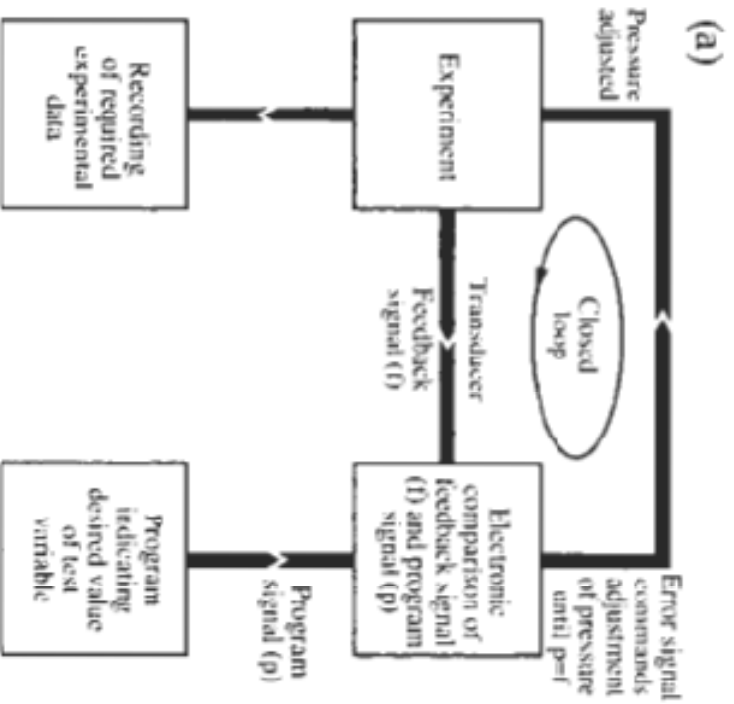 (a)
Pressure
adjusted
Error signal
commands
adjustment
of pressure
until p=f
Closed
loop
Experiment
Transducer
Feedback
signal (f)
Electronic
comparison of
feedback signal
(f) and program
signal (p)
Program
signal (p)
Recording
of required
experimental
data
Program
indicating
desired value
of test
variable